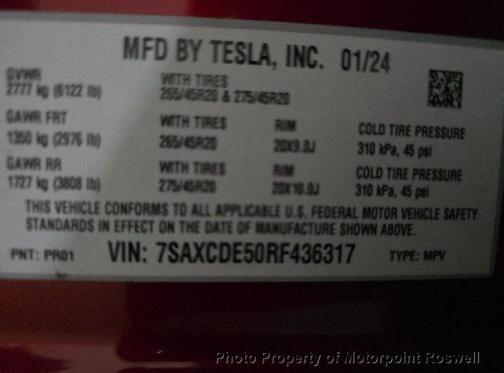 MFD BY TESLA, INC. 01/24
GVWR WITH TIRES
2777 kg (6122 lb) 265/45R20 & 275/45R20
GAWR FRT WITH TIRES RIM COLD TIRE PRESSURE
1350 kg (2976 lb) 265/45R20 20X9.0J 310 kPa, 45 psi
GAWR RR WITH TIRES RIM COLD TIRE PRESSURE
1727 kg (3808 lb) 275/45R20 20X10.0J 310 kPa, 45 psi
THIS VEHICLE CONFORMS TO ALL APPLICABLE U.S. FEDERAL MOTOR VEHICLE SAFETY
STANDARDS IN EFFECT ON THE DATE OF MANUFACTURE SHOWN ABOVE.
PNT: PR01 VIN: 7SAXCDE50RF436317 TYPE: MPV
Photo Property of Motorpoint Roswell